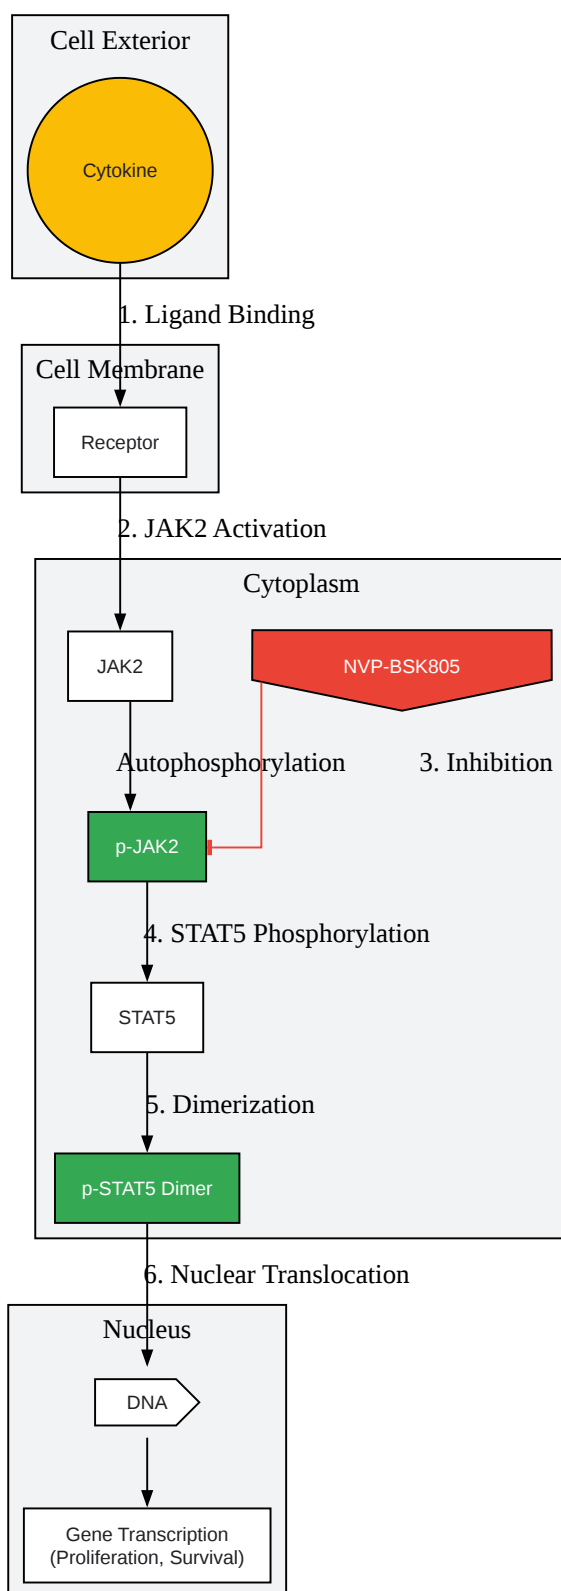 Cell Exterior
Cytokine
1. Ligand Binding
Cell Membrane
Receptor
2. JAK2 Activation
Cytoplasm
JAK2
NVP-BSK805
Autophosphorylation
3. Inhibition
p-JAK2
4. STAT5 Phosphorylation
STAT5
5. Dimerization
p-STAT5 Dimer
6. Nuclear Translocation
Nucleus
DNA
Gene Transcription
(Proliferation, Survival)